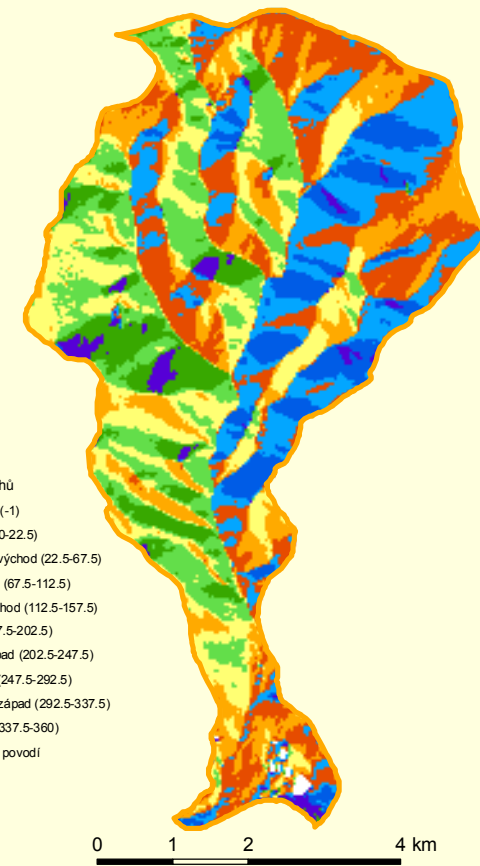 hů
(-1)
0-22.5)
východ (22.5-67.5)
(67.5-112.5)
hod (112.5-157.5)
7.5-202.5)
pad (202.5-247.5)
(247.5-292.5)
západ (292.5-337.5)
337.5-360)
povodí
0 1 2 4 km